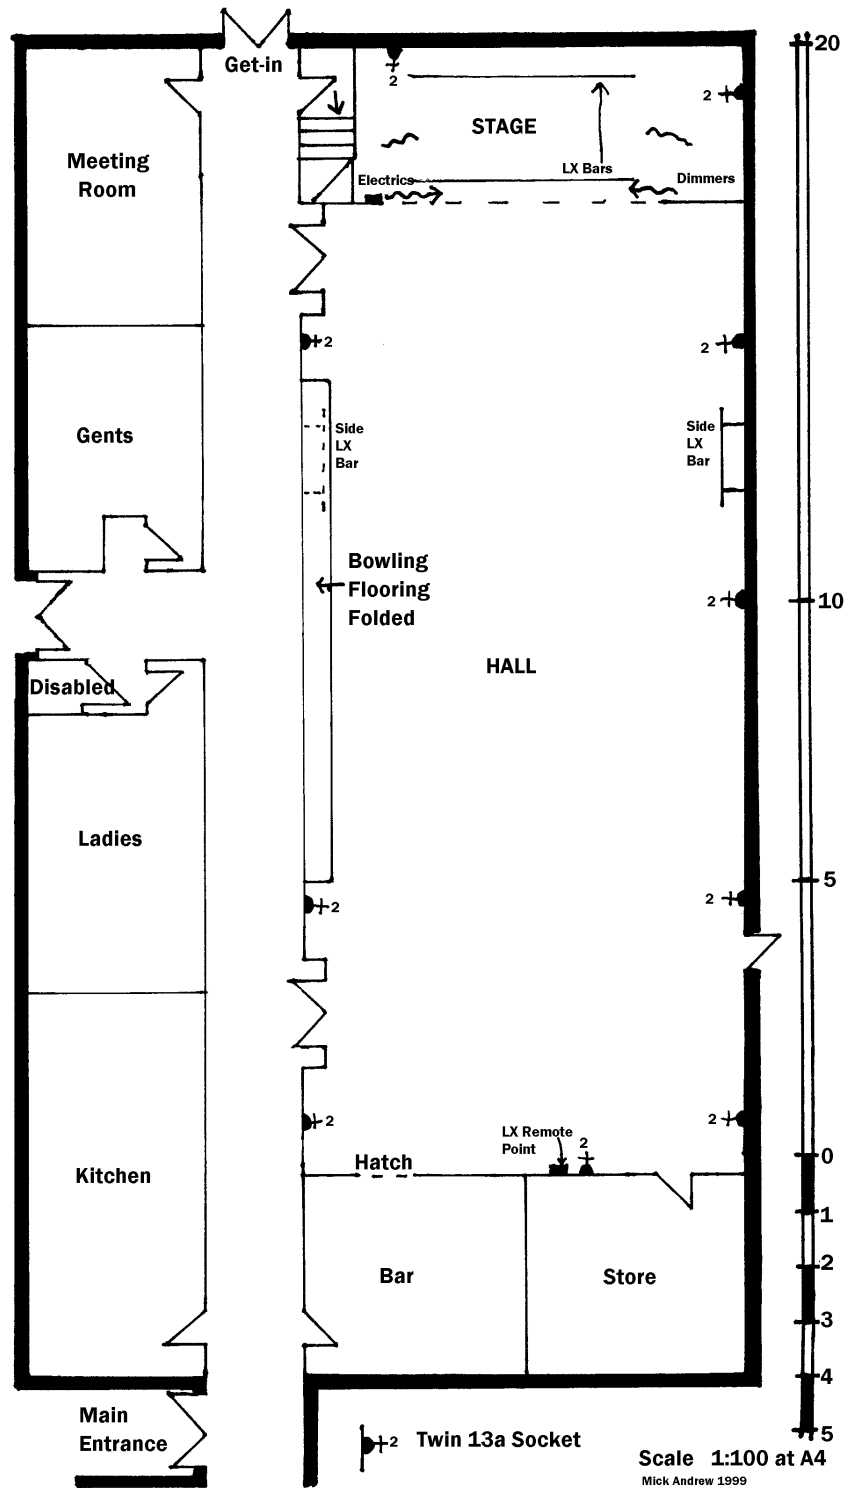 20
Get-in
2
2
STAGE
Meeting
Room
LX Bars
Electrics
Dimmers
2
2
Side
LX
Bar
Side
LX
Bar
Gents
Bowling
Flooring
Folded
2
10
HALL
Disabled
Ladies
5
2
2
2
2
LX Remote
Point
2
Hatch
0
Kitchen
1
2
Bar
Store
3
4
Main
Entrance
2
Twin 13a Socket
5
Scale 1:100 at A4
Mick Andrew 1999